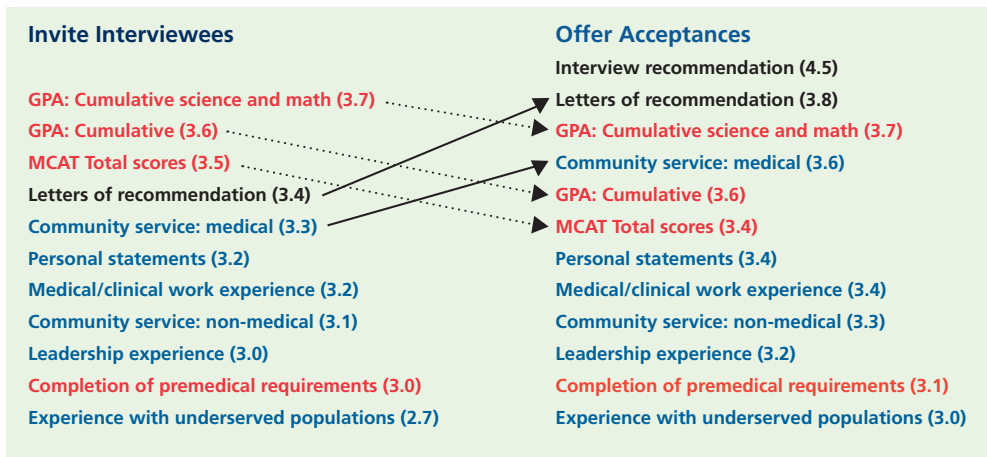 Invite Interviewees
GPA: Cumulative science and math (3.7)
GPA: Cumulative (3.6)
MCAT Total scores (3.5)
Letters of recommendation (3.4)
Community service: medical (3.3)
Personal statements (3.2)
Medical/clinical work experience (3.2)
Community service: non-medical (3.1)
Leadership experience (3.0)
Completion of premedical requirements (3.0)
Experience with underserved populations (2.7)
Offer Acceptances
Interview recommendation (4.5)
Letters of recommendation (3.8)
GPA: Cumulative science and math (3.7)
Community service: medical (3.6)
GPA: Cumulative (3.6)
MCAT Total scores (3.4)
Personal statements (3.4)
Medical/clinical work experience (3.4)
Community service: non-medical (3.3)
Leadership experience (3.2)
Completion of premedical requirements (3.1)
Experience with underserved populations (3.0)